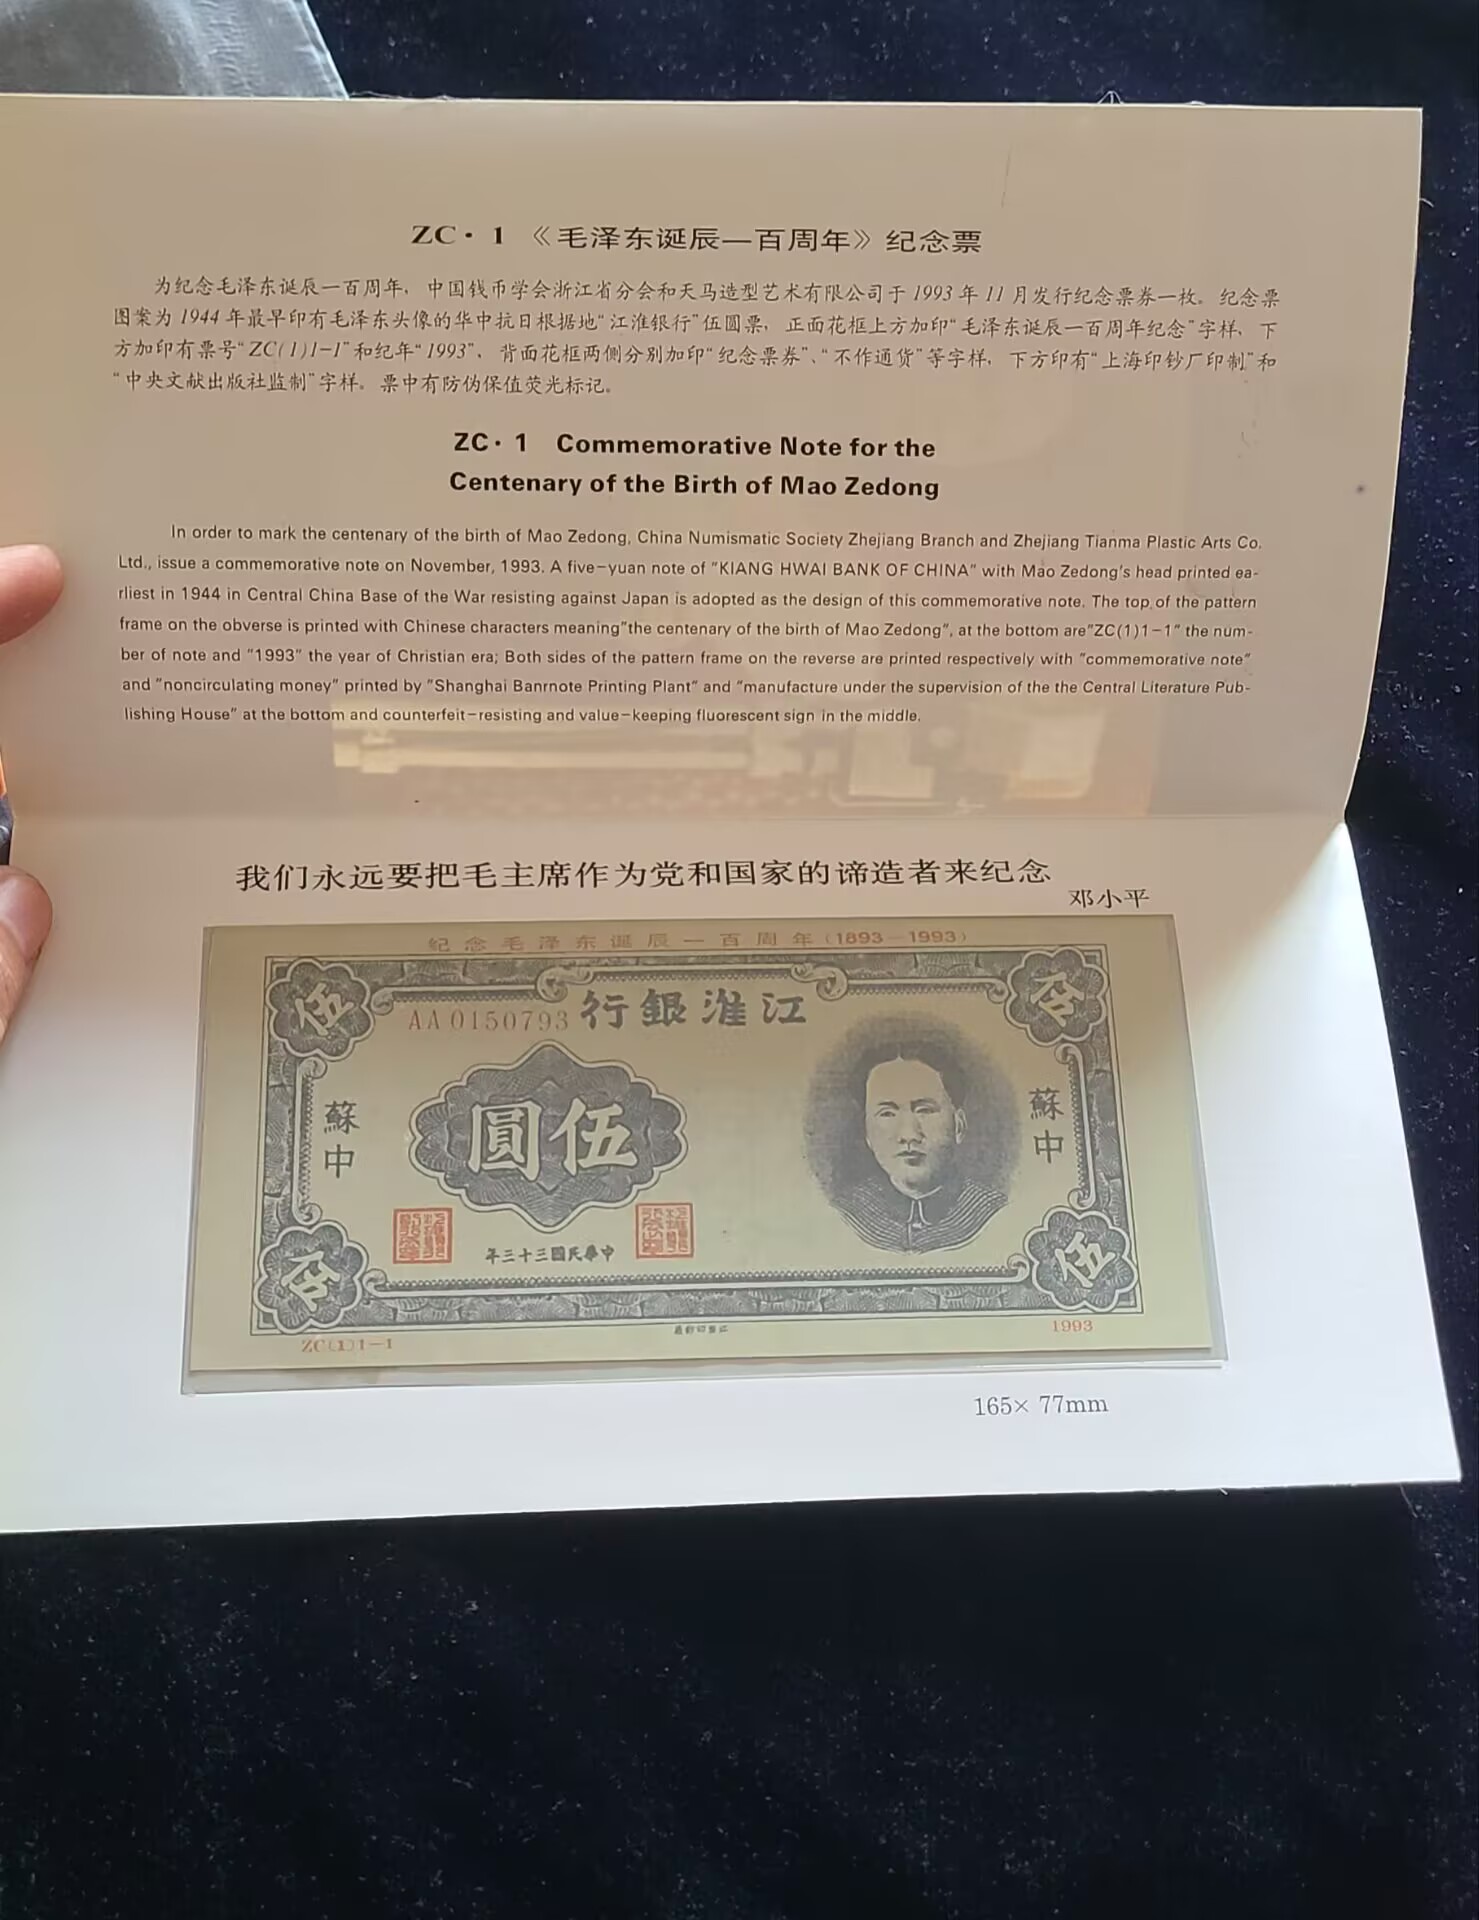 ZC·1 《毛泽东诞辰一百周年》纪念票
为纪念毛泽东诞辰一百周年，中国钱币学会浙江省分会和天马造型艺术有限公司于1993年11月发行纪念票券一枚。纪念票
图案为1944年最早印有毛泽东头像的华中抗日根据地“江淮银行”伍圆票，正面花框上方加印“毛泽东诞辰一百周年纪念”字样，下
方加印有票号“ZC(1)1-1”和纪年“1993”，背面花框两侧分别加印“纪念票券”、“不作通货”等字样，下方印有“上海印钞厂印制”和
“中央文献出版社监制”字样。票中有防伪保值荧光标记。
ZC·1 Commemorative Note for the
Centenary of the Birth of Mao Zedong
In order to mark the centenary of the birth of Mao Zedong, China Numismatic Society Zhejiang Branch and Zhejiang Tianma Plastic Arts Co.
Ltd., issue a commemorative note on November, 1993. A five-yuan note of "KIANG HWAI BANK OF CHINA" with Mao Zedong's head printed ea-
rliest in 1944 in Central China Base of the War resisting against Japan is adopted as the design of this commemorative note. The top of the pattern
frame on the obverse is printed with Chinese characters meaning"the centenary of the birth of Mao Zedong", at the bottom are"ZC(1)1-1" the num-
ber of note and "1993" the year of Christian era; Both sides of the pattern frame on the reverse are printed respectively with "commemorative note"
and "noncirculating money" printed by "Shanghai Banrnote Printing Plant" and "manufacture under the supervision of the the Central Literature Pub-
lishing House" at the bottom and counterfeit-resisting and value-keeping fluorescent sign in the middle.
我们永远要把毛主席作为党和国家的谛造者来纪念
邓小平
纪念毛泽东诞辰一百周年(1893-1993)
伍
伍
AA0150793
行銀淮江
圓伍
蘇中
蘇中
年三十三國民華中
伍
伍
ZC(1)1-1
1993
165×77mm